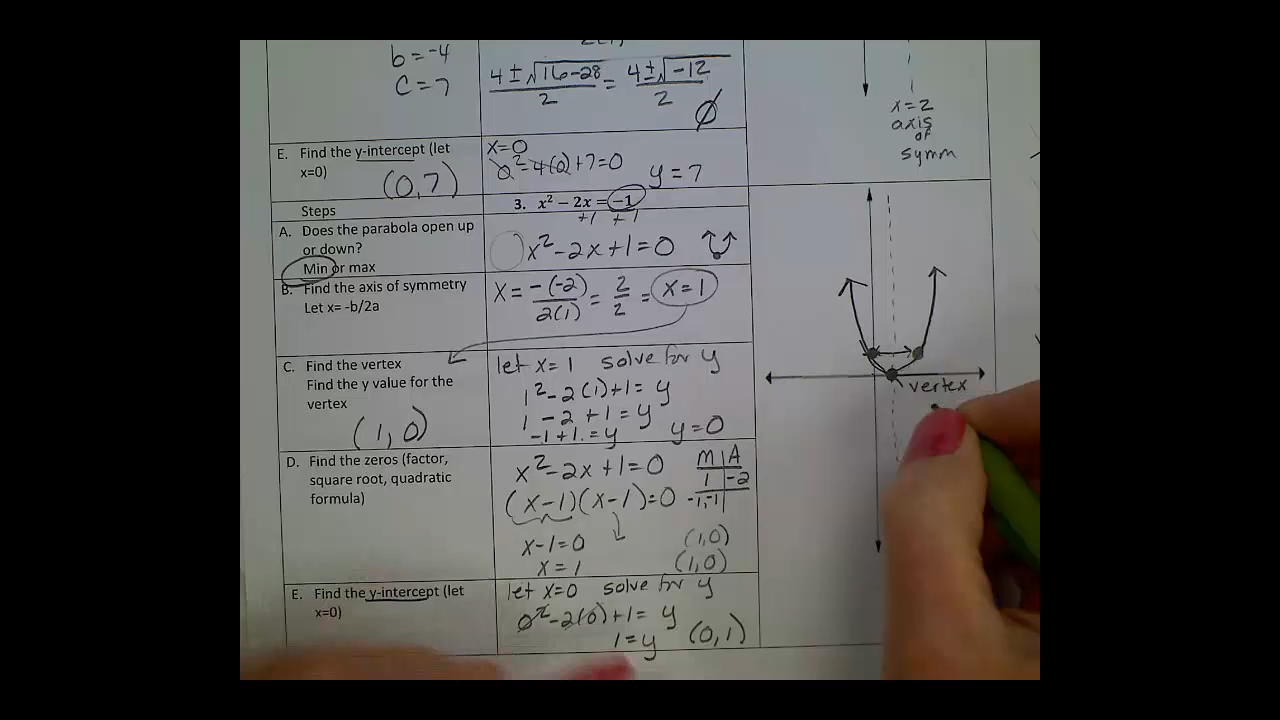 b = -4
C = 7
4 ± √16-28 / 2 = 4 ± √-12 / 2
∅
x = 2
axis
of
symm
E. Find the y-intercept (let
x=0)
(0,7)
x=0
0² - 4(0) + 7 = 0
y = 7
Steps
3. x² − 2x = −1
+1 +1
A. Does the parabola open up
or down?
Min or max
x² - 2x + 1 = 0
B. Find the axis of symmetry
Let x= -b/2a
x = -(-2) / 2(1) = 2/2 = x = 1
C. Find the vertex
Find the y value for the
vertex
(1, 0)
let x = 1 solve for y
1² - 2(1) + 1 = y
1 - 2 + 1 = y
-1 + 1 = y y = 0
D. Find the zeros (factor,
square root, quadratic
formula)
x² - 2x + 1 = 0
(x-1)(x-1) = 0
M A
1 -2
-1,-1
x-1=0 (1,0)
x = 1 (1,0)
E. Find the y-intercept (let
x=0)
let x=0 solve for y
0² - 2(0) + 1 = y
1 = y (0,1)
vertex